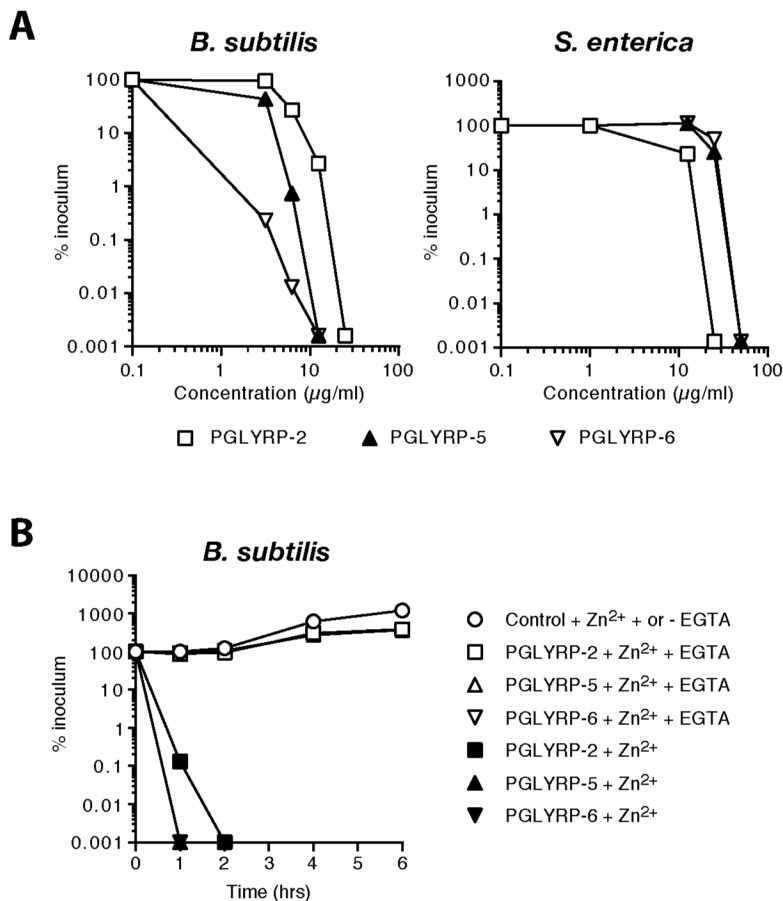 A
B. subtilis
S. enterica
100
10
1
0.1
0.01
0.001
% inoculum
0.1
1
10
100
Concentration (µg/ml)
1000
100
10
1
0.1
0.01
0.001
% inoculum
0.1
1
10
100
Concentration (µg/ml)
PGLYRP-2
PGLYRP-5
PGLYRP-6
B
B. subtilis
10000
1000
100
10
1
0.1
0.01
0.001
% inoculum
0
1
2
3
4
5
6
Time (hrs)
Control + Zn2+ + or - EGTA
PGLYRP-2 + Zn2+ + EGTA
PGLYRP-5 + Zn2+ + EGTA
PGLYRP-6 + Zn2+ + EGTA
PGLYRP-2 + Zn2+
PGLYRP-5 + Zn2+
PGLYRP-6 + Zn2+